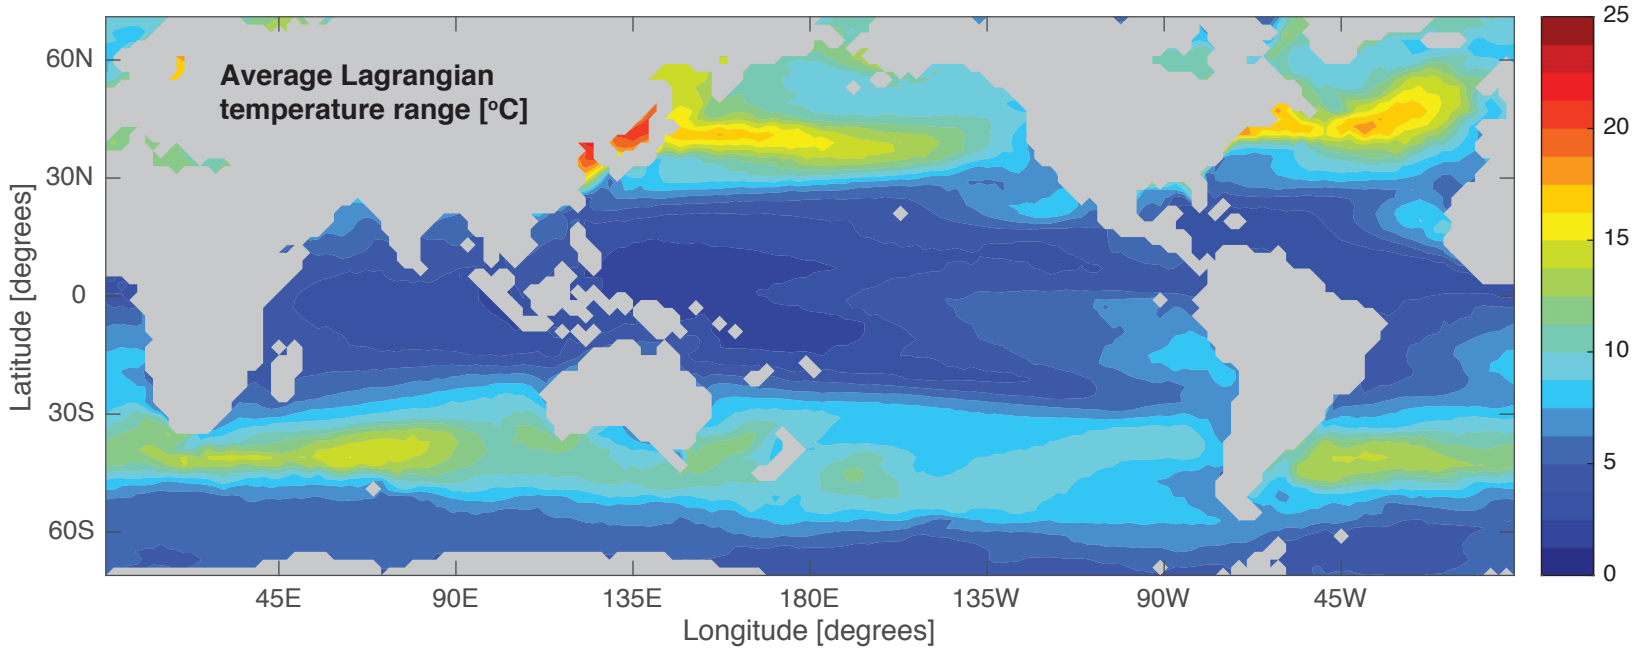 Average Lagrangian
temperature range [°C]
60N
30N
0
30S
60S
Latitude [degrees]
45E
90E
135E
180E
135W
90W
45W
Longitude [degrees]
25
20
15
10
5
0